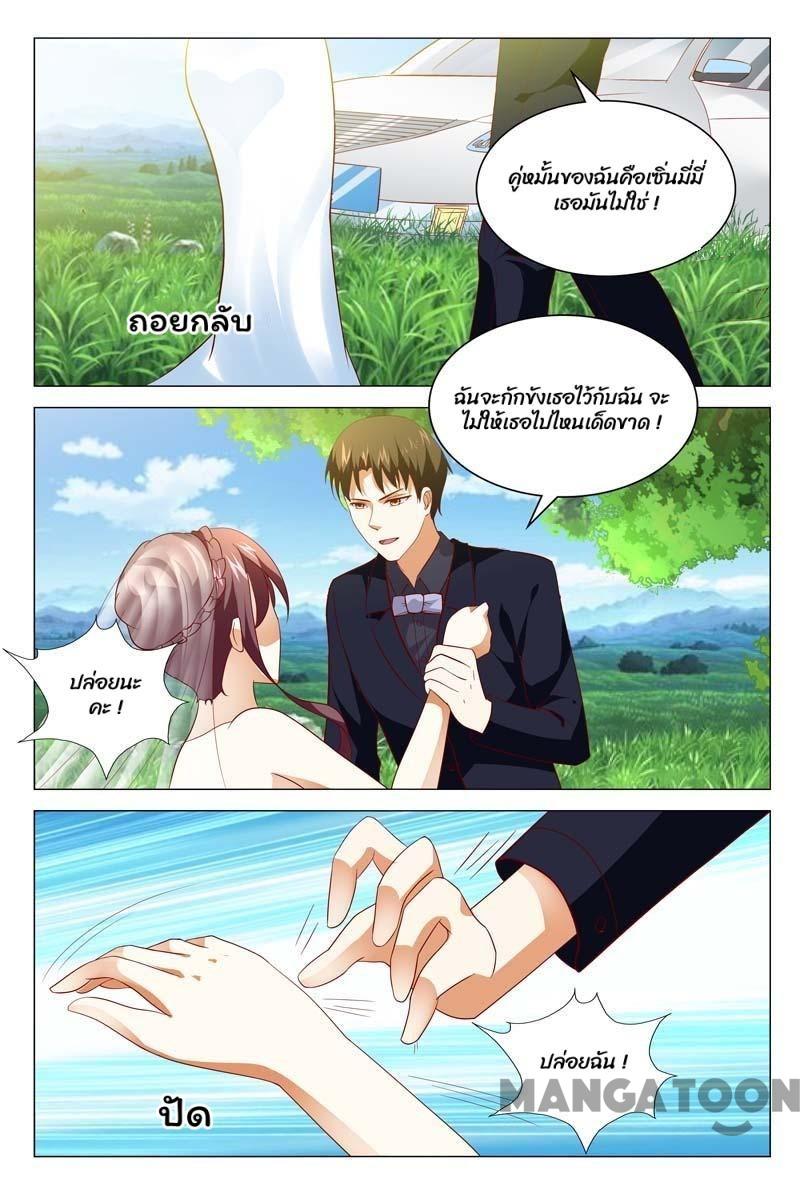 คู่หมั้นของฉันคือเซิ่นมี่มี่
เธอมันไม่ใช่ !
ถอยกลับ
ฉันจะกักขังเธอไว้กับฉัน จะ
ไม่ให้เธอไปไหนเด็ดขาด !
ปล่อยนะ
คะ !
ปล่อยฉัน !
ปัด
MANGATOON